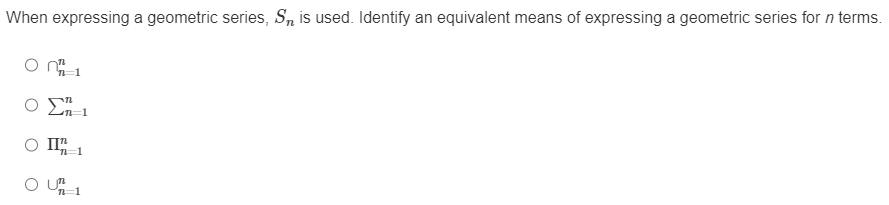 When expressing a geometric series, Sₙ is used. Identify an equivalent means of expressing a geometric series for n terms.
∩ⁿₙ₌₁
∑ⁿₙ₌₁
Πⁿₙ₌₁
∪ⁿₙ₌₁